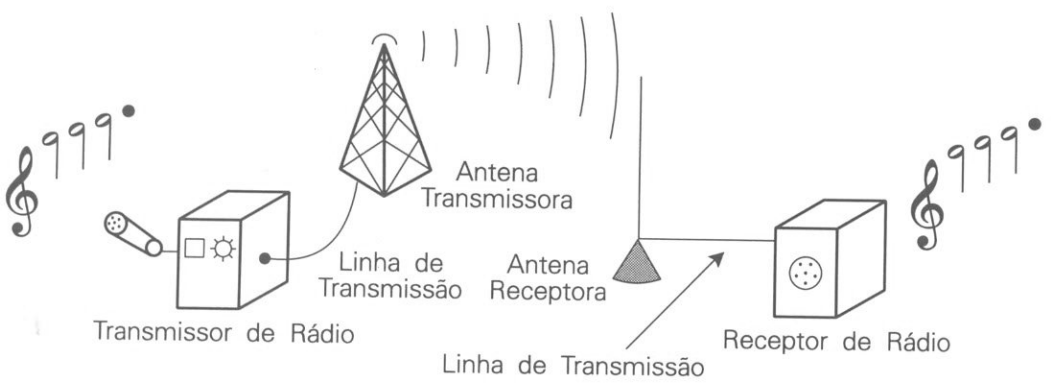 Antena
Transmissora
Linha de
Transmissão
Antena
Receptora
Transmissor de Rádio
Receptor de Rádio
Linha de Transmissão